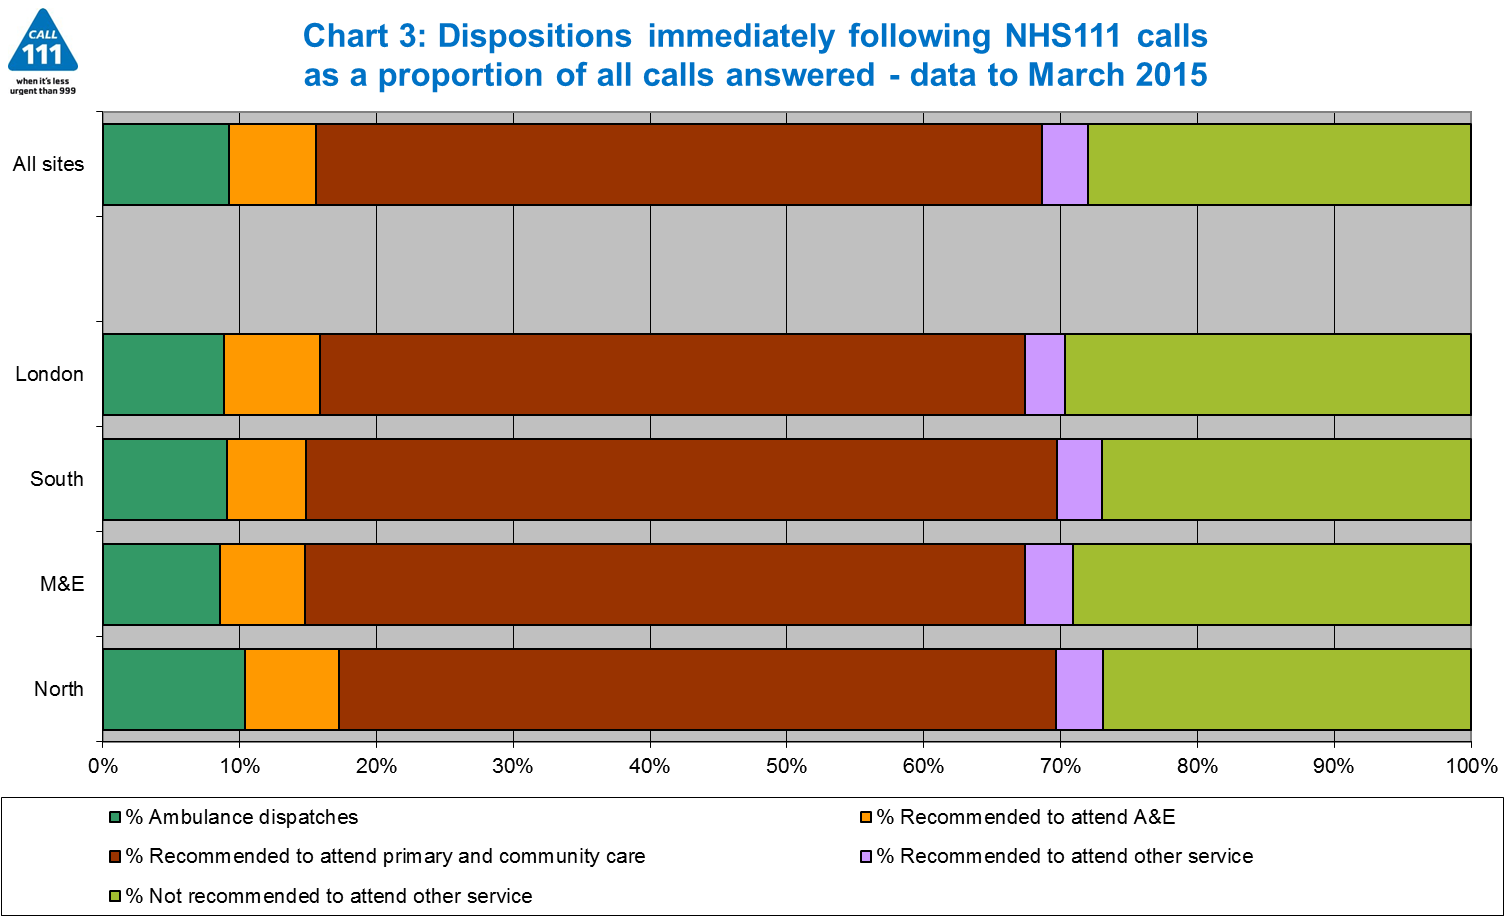 CALL
111
when it's less
urgent than 999
Chart 3: Dispositions immediately following NHS111 calls
as a proportion of all calls answered - data to March 2015
All sites
London
South
M&E
North
0% 10% 20% 30% 40% 50% 60% 70% 80% 90% 100%
% Ambulance dispatches
% Recommended to attend A&E
% Recommended to attend primary and community care
% Recommended to attend other service
% Not recommended to attend other service